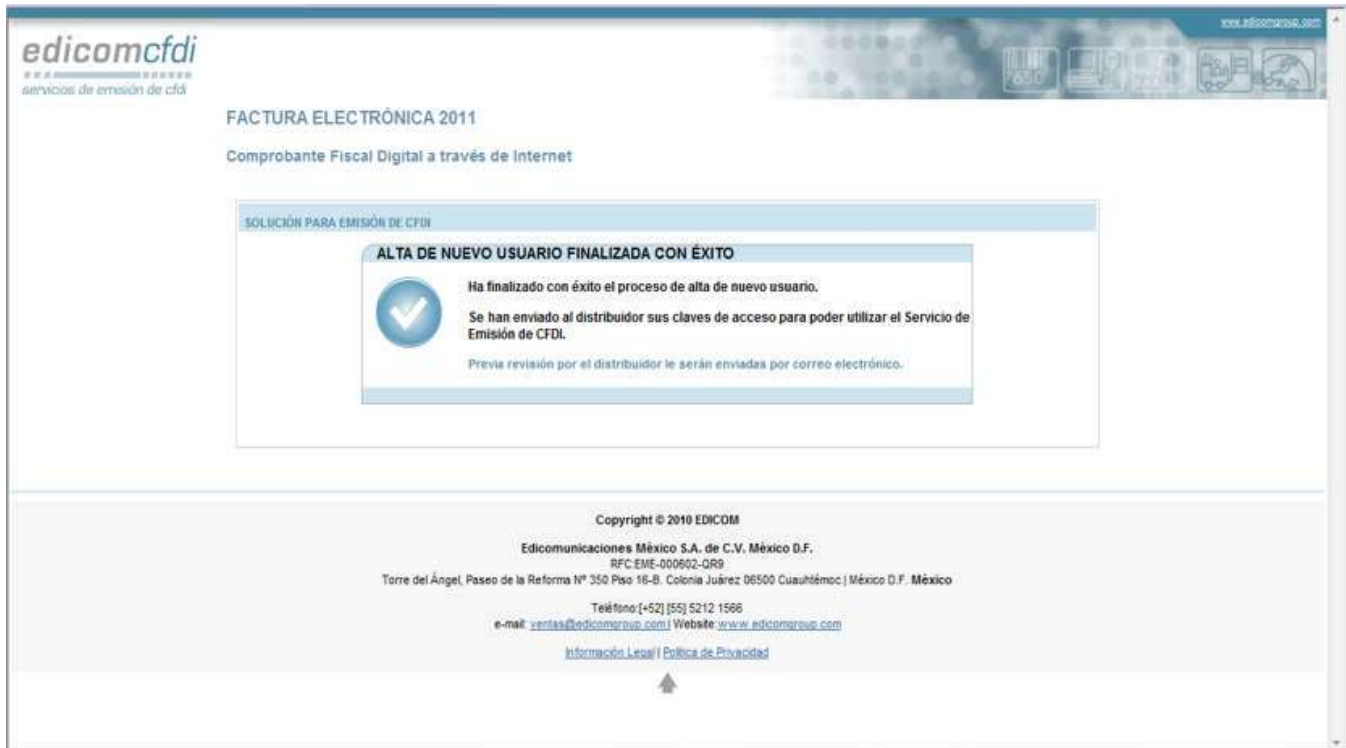 www.edicomgroup.com
edicomcfdi
servicios de emisión de cfdi
FACTURA ELECTRÓNICA 2011
Comprobante Fiscal Digital a través de Internet
SOLUCIÓN PARA EMISIÓN DE CFDI
ALTA DE NUEVO USUARIO FINALIZADA CON ÉXITO
Ha finalizado con éxito el proceso de alta de nuevo usuario.
Se han enviado al distribuidor sus claves de acceso para poder utilizar el Servicio de
Emisión de CFDI.
Previa revisión por el distribuidor le serán enviadas por correo electrónico.
Copyright © 2010 EDICOM
Edicomunicaciones México S.A. de C.V. México D.F.
RFC:EME-000602-QR9
Torre del Ángel, Paseo de la Reforma Nº 350 Piso 16-B. Colonia Juárez 06500 Cuauhtémoc | México D.F. México
Teléfono:[+52] [55] 5212 1566
e-mail: ventas@edicomgroup.com | Website: www.edicomgroup.com
Información Legal | Política de Privacidad